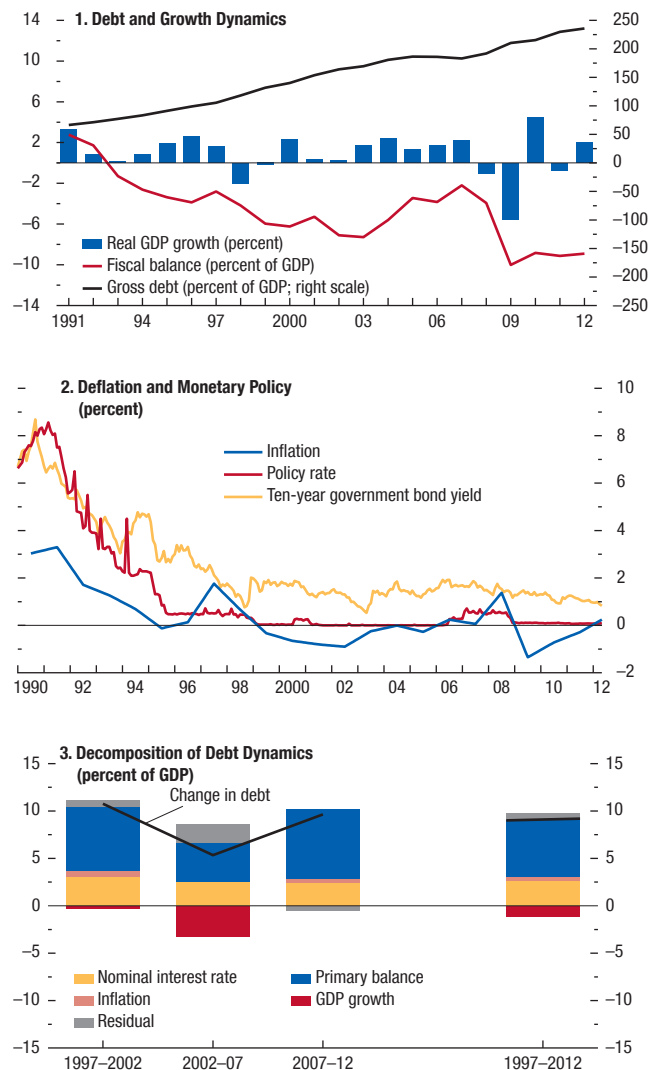 1. Debt and Growth Dynamics
14
10
6
2
−2
−6
−10
−14
250
200
150
100
50
0
−50
−100
−150
−200
−250
Real GDP growth (percent)
Fiscal balance (percent of GDP)
Gross debt (percent of GDP; right scale)
1991 94 97 2000 03 06 09 12
2. Deflation and Monetary Policy
(percent)
Inflation
Policy rate
Ten-year government bond yield
10
8
6
4
2
0
−2
1990 92 94 96 98 2000 02 04 06 08 10 12
3. Decomposition of Debt Dynamics
(percent of GDP)
Change in debt
15
10
5
0
−5
−10
−15
15
10
5
0
−5
−10
−15
Nominal interest rate
Primary balance
Inflation
GDP growth
Residual
1997–2002 2002–07 2007–12 1997–2012